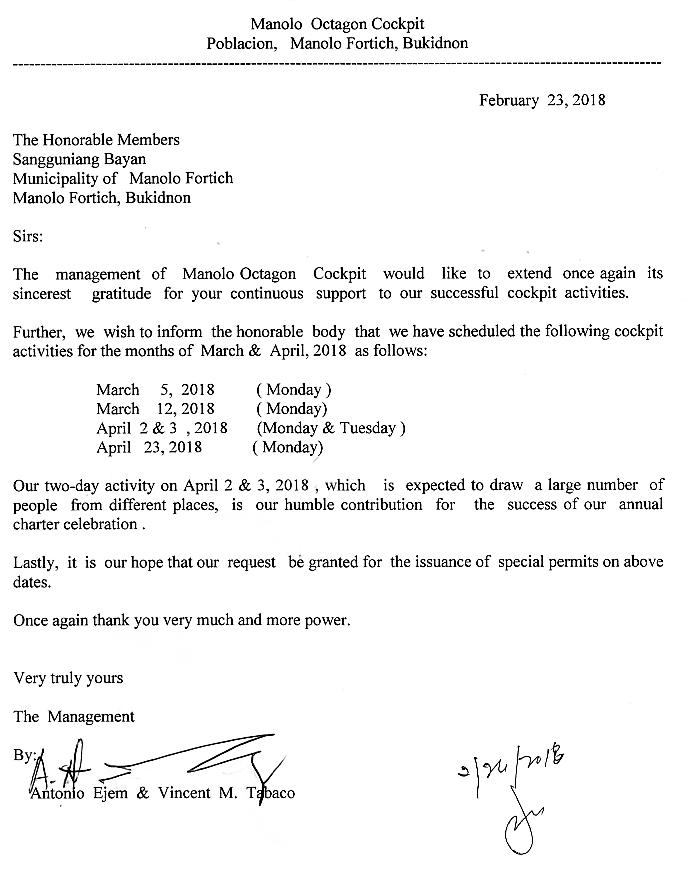 Manolo Octagon Cockpit
Poblacion, Manolo Fortich, Bukidnon
February 23, 2018
The Honorable Members
Sangguniang Bayan
Municipality of Manolo Fortich
Manolo Fortich, Bukidnon
Sirs:
The management of Manolo Octagon Cockpit would like to extend once again its
sincerest gratitude for your continuous support to our successful cockpit activities.
Further, we wish to inform the honorable body that we have scheduled the following cockpit
activities for the months of March & April, 2018 as follows:
March 5, 2018 ( Monday )
March 12, 2018 ( Monday)
April 2 & 3 , 2018 (Monday & Tuesday )
April 23, 2018 ( Monday)
Our two-day activity on April 2 & 3, 2018 , which is expected to draw a large number of
people from different places, is our humble contribution for the success of our annual
charter celebration .
Lastly, it is our hope that our request be granted for the issuance of special permits on above
dates.
Once again thank you very much and more power.
Very truly yours
The Management
By:
Antonio Ejem & Vincent M. Tabaco